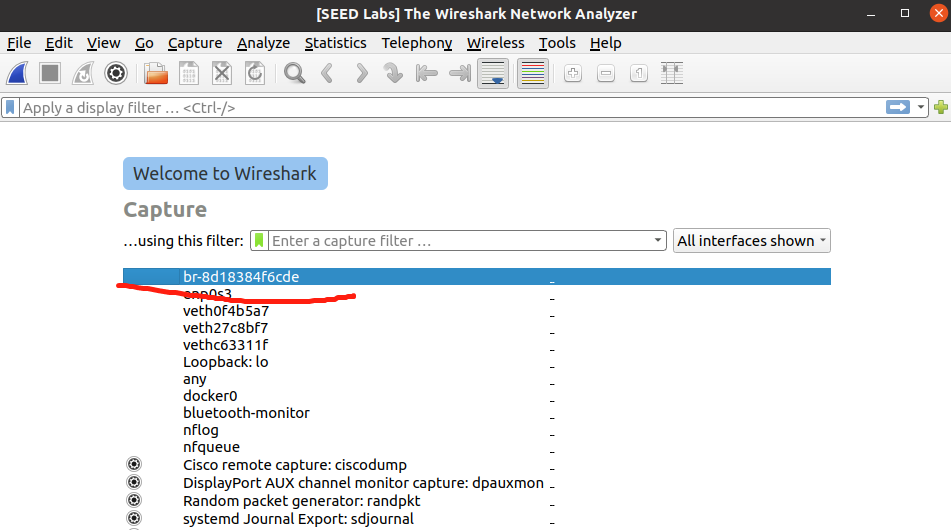 [SEED Labs] The Wireshark Network Analyzer
File Edit View Go Capture Analyze Statistics Telephony Wireless Tools Help
Apply a display filter … <Ctrl-/>
Welcome to Wireshark
Capture
…using this filter: Enter a capture filter … All interfaces shown
br-8d18384f6cde
enp0s3
veth0f4b5a7
veth27c8bf7
vethc63311f
Loopback: lo
any
docker0
bluetooth-monitor
nflog
nfqueue
Cisco remote capture: ciscodump
DisplayPort AUX channel monitor capture: dpauxmon
Random packet generator: randpkt
systemd Journal Export: sdjournal